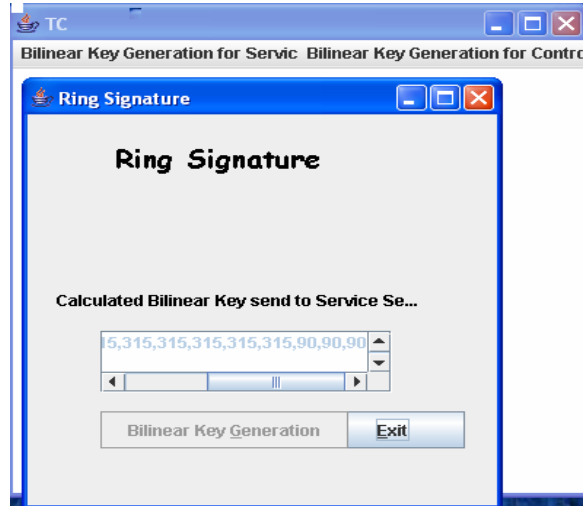 TC
Bilinear Key Generation for Servic Bilinear Key Generation for Contro
Ring Signature
Ring Signature
Calculated Bilinear Key send to Service Se...
15,315,315,315,315,315,90,90,90
Bilinear Key Generation
Exit